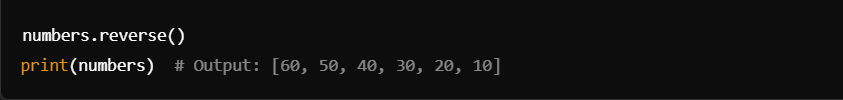 numbers.reverse()
print(numbers)  # Output: [60, 50, 40, 30, 20, 10]